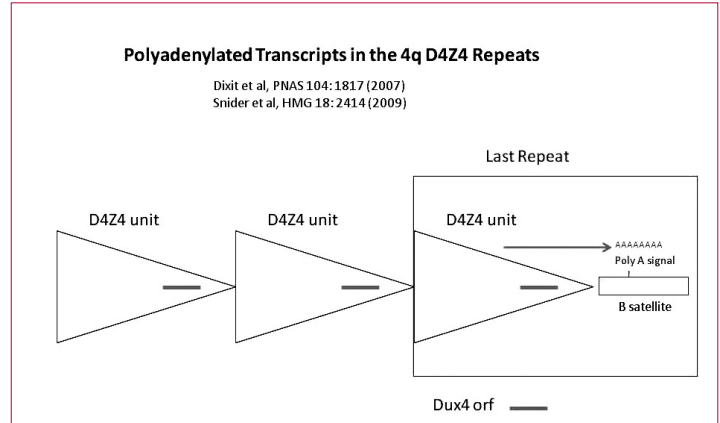 Polyadenylated Transcripts in the 4q D4Z4 Repeats
Dixit et al, PNAS 104:1817 (2007)
Snider et al, HMG 18:2414 (2009)
Last Repeat
D4Z4 unit
D4Z4 unit
D4Z4 unit
AAAAAAAA
Poly A signal
B satellite
Dux4 orf